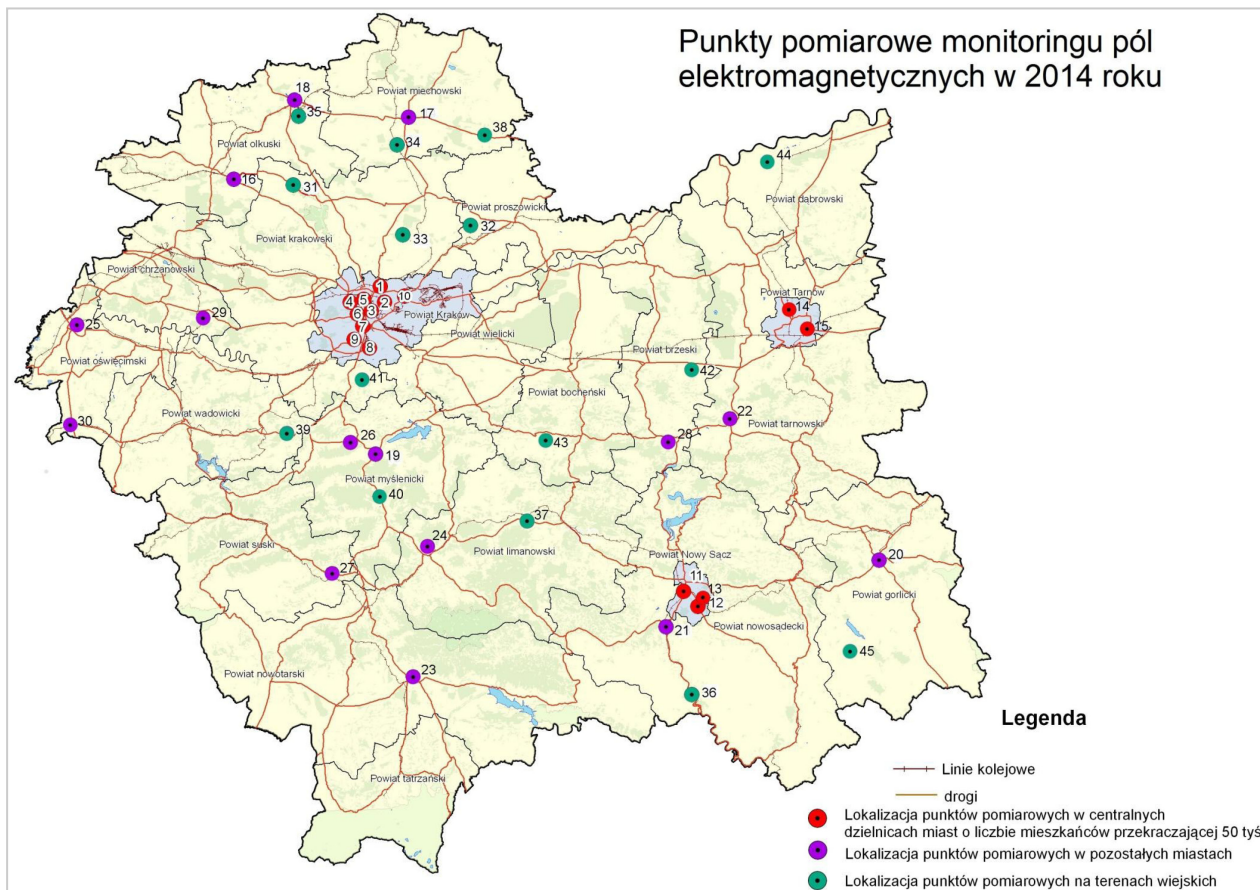 Punkty pomiarowe monitoringu pól
elektromagnetycznych w 2014 roku
18
Powiat miechowski
35
17
38
Powiat olkuski
34
44
16
31
Powiat dąbrowski
Powiat proszowicki
32
Powiat krakowski
33
Powiat chrzanowski
1
4
5
2
10
3
6
Powiat Kraków
7
Powiat wielicki
9
8
Powiat Tarnów
14
15
29
25
Powiat oświęcimski
Powiat brzeski
42
41
Powiat bocheński
Powiat wadowicki
22
Powiat tarnowski
30
39
26
19
43
28
Powiat myślenicki
40
37
24
Powiat limanowski
Powiat suski
27
Powiat Nowy Sącz
11
13
12
20
Powiat gorlicki
21
Powiat nowosądecki
45
Powiat nowotarski
23
36
Powiat tatrzański
Legenda
Linie kolejowe
drogi
Lokalizacja punktów pomiarowych w centralnych
dzielnicach miast o liczbie mieszkańców przekraczającej 50 tyś
Lokalizacja punktów pomiarowych w pozostałych miastach
Lokalizacja punktów pomiarowych na terenach wiejskich